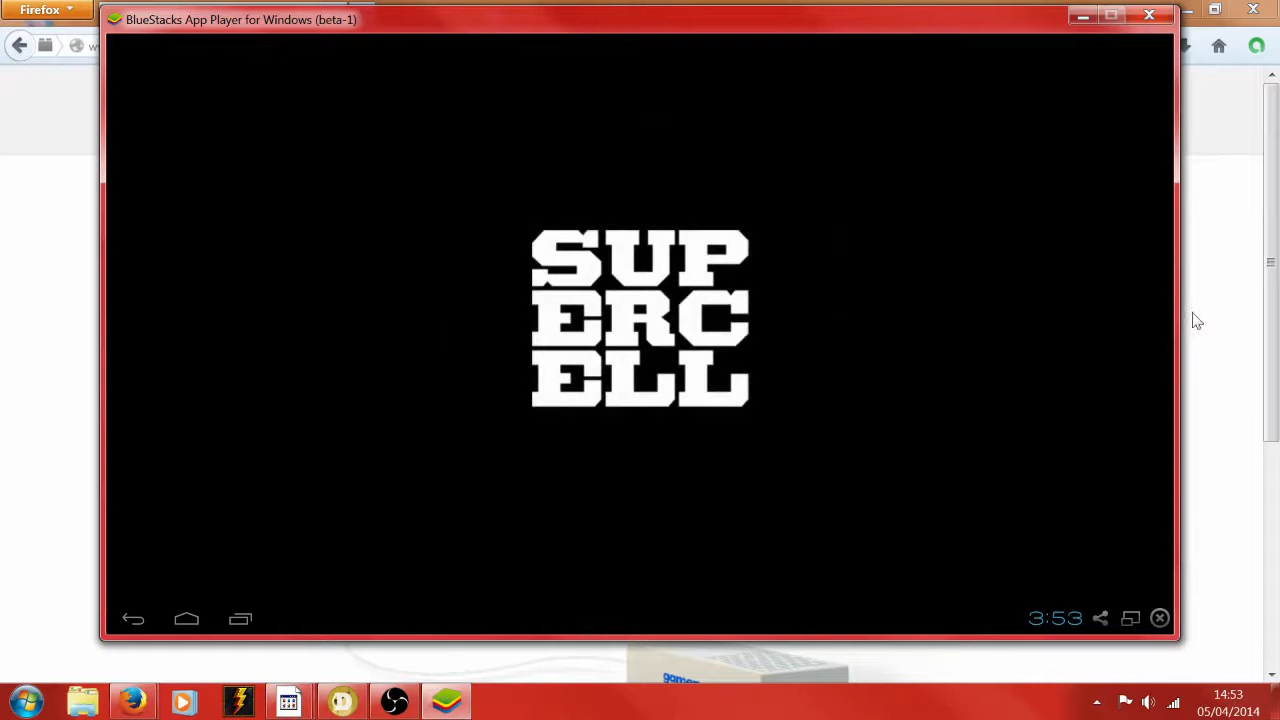 Firefox
BlueStacks App Player for Windows (beta-1)
SUP
ERC
ELL
3:53
14:53
05/04/2014